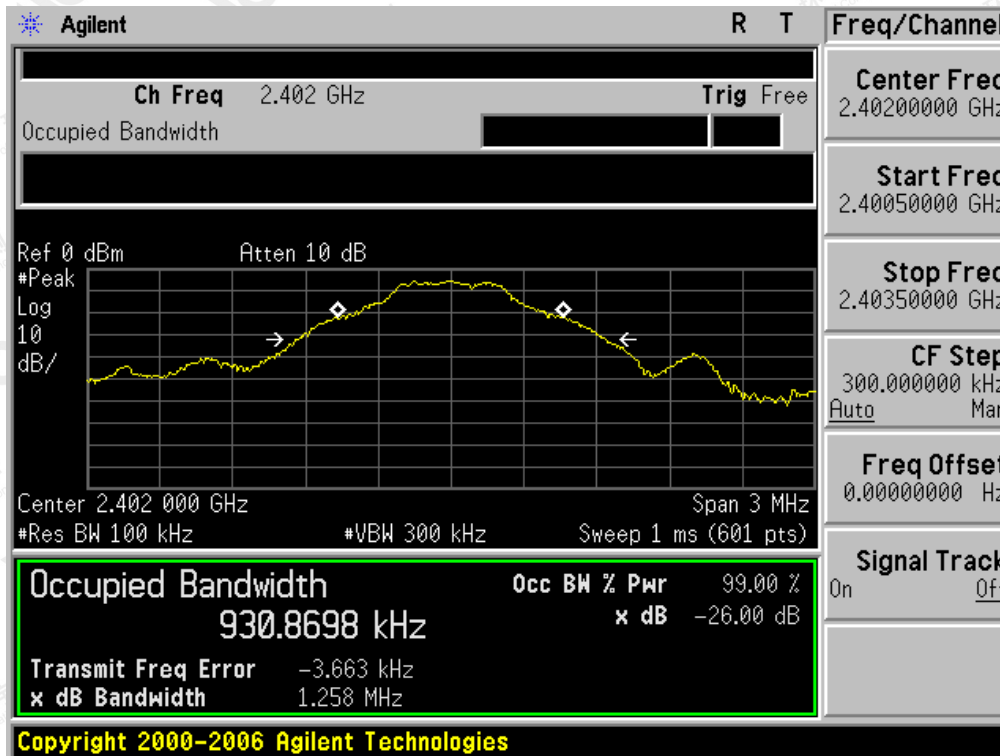 Agilent R T
Freq/Channel
Ch Freq 2.402 GHz Trig Free
Occupied Bandwidth
Center Freq
2.40200000 GHz
Start Freq
2.40050000 GHz
Stop Freq
2.40350000 GHz
CF Step
300.000000 kHz
Auto Man
Freq Offset
0.00000000 Hz
Signal Track
On Off
Ref 0 dBm Atten 10 dB
#Peak
Log
10
dB/
Center 2.402 000 GHz Span 3 MHz
#Res BW 100 kHz #VBW 300 kHz Sweep 1 ms (601 pts)
Occupied Bandwidth Occ BW % Pwr 99.00 %
930.8698 kHz x dB -26.00 dB
Transmit Freq Error -3.663 kHz
x dB Bandwidth 1.258 MHz
Copyright 2000-2006 Agilent Technologies